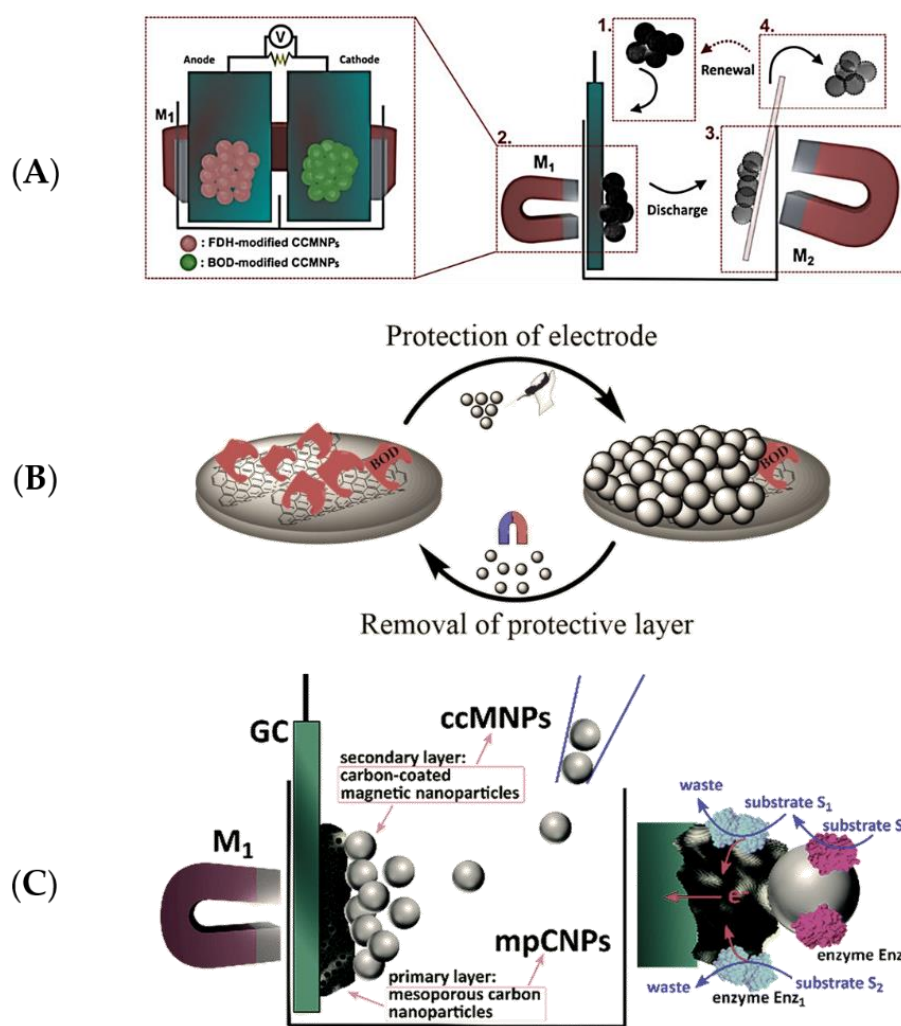 (A)
V
Anode
Cathode
M1
: FDH-modified CCMNPs
: BOD-modified CCMNPs
1.
4.
Renewal
2.
M1
3.
Discharge
M2
(B)
Protection of electrode
BOD
BOD
Removal of protective layer
(C)
GC
ccMNPs
secondary layer:
carbon-coated
magnetic nanoparticles
M1
mpCNPs
primary layer:
mesoporous carbon
nanoparticles
waste
substrate S1
substrate S
e-
enzyme Enz
waste
substrate S2
enzyme Enz1